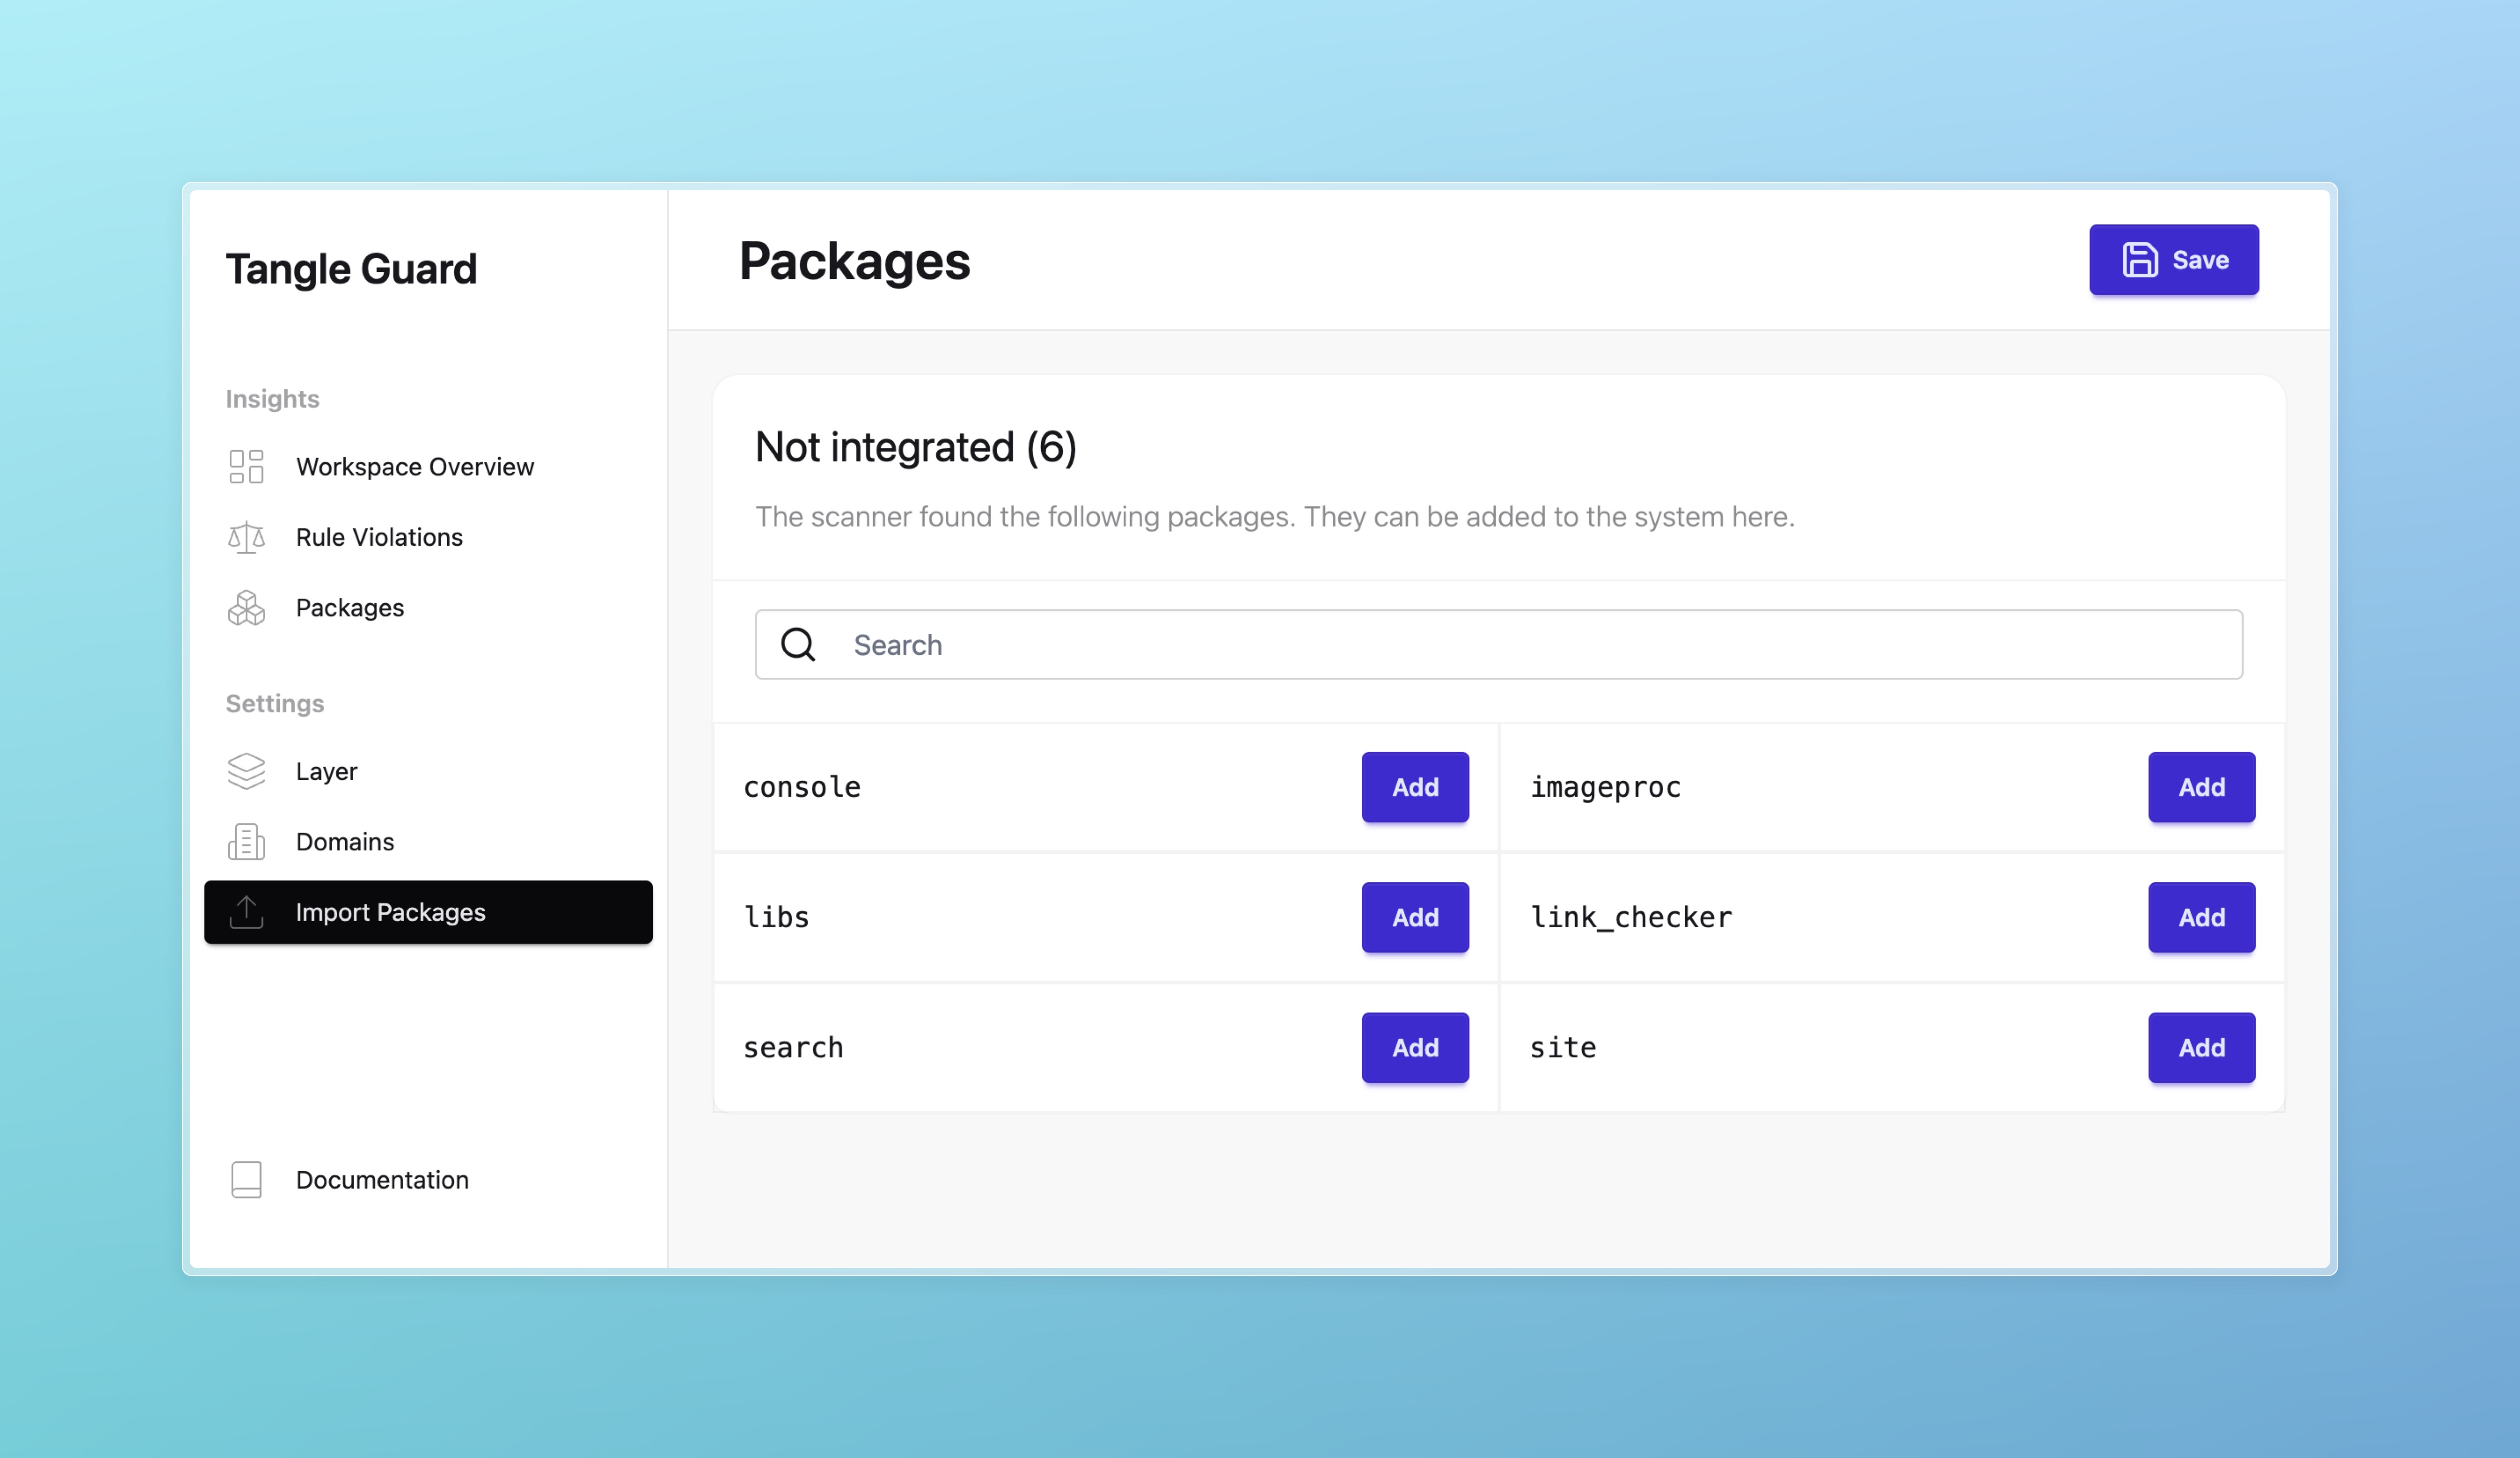 Tangle Guard
Insights
Workspace Overview
Rule Violations
Packages
Settings
Layer
Domains
Import Packages
Documentation
Packages
Save
Not integrated (6)
The scanner found the following packages. They can be added to the system here.
Search
console Add
imageproc Add
libs Add
link_checker Add
search Add
site Add